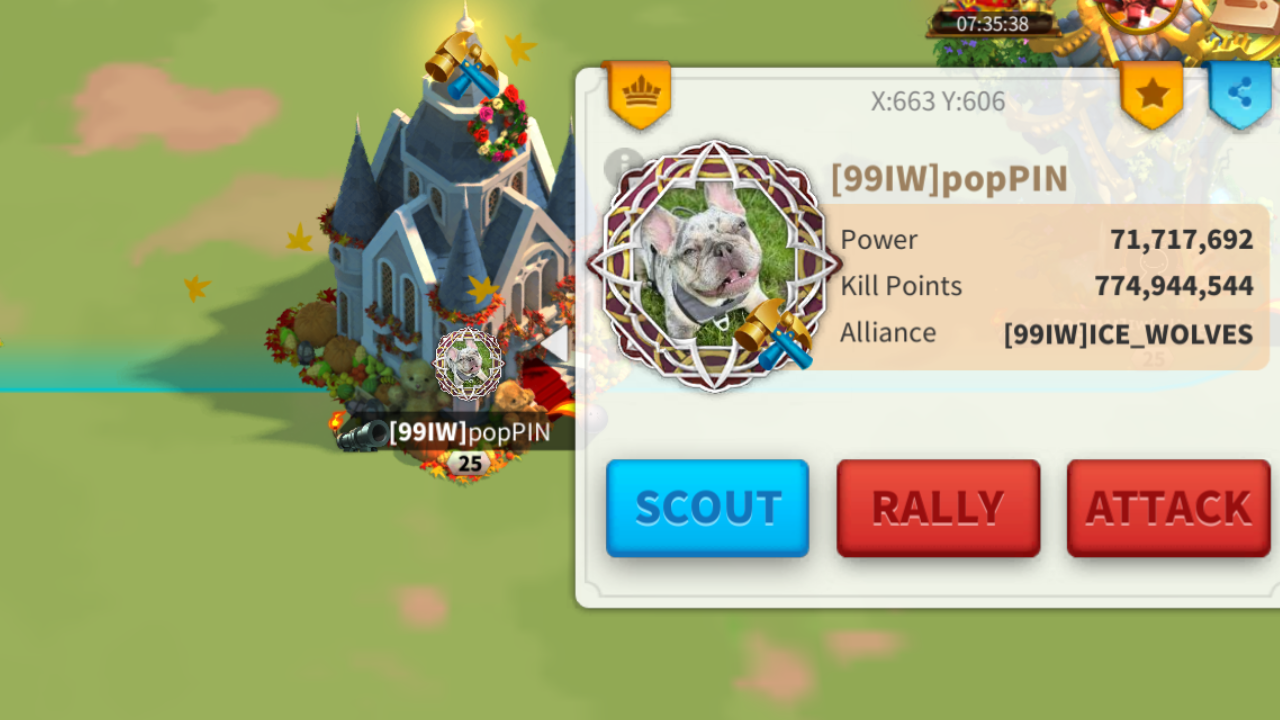 07:35:38
X:663 Y:606
[99IW]popPIN
Power 71,717,692
Kill Points 774,944,544
Alliance [99IW]ICE_WOLVES
25
[99IW]popPIN
25
SCOUT RALLY ATTACK